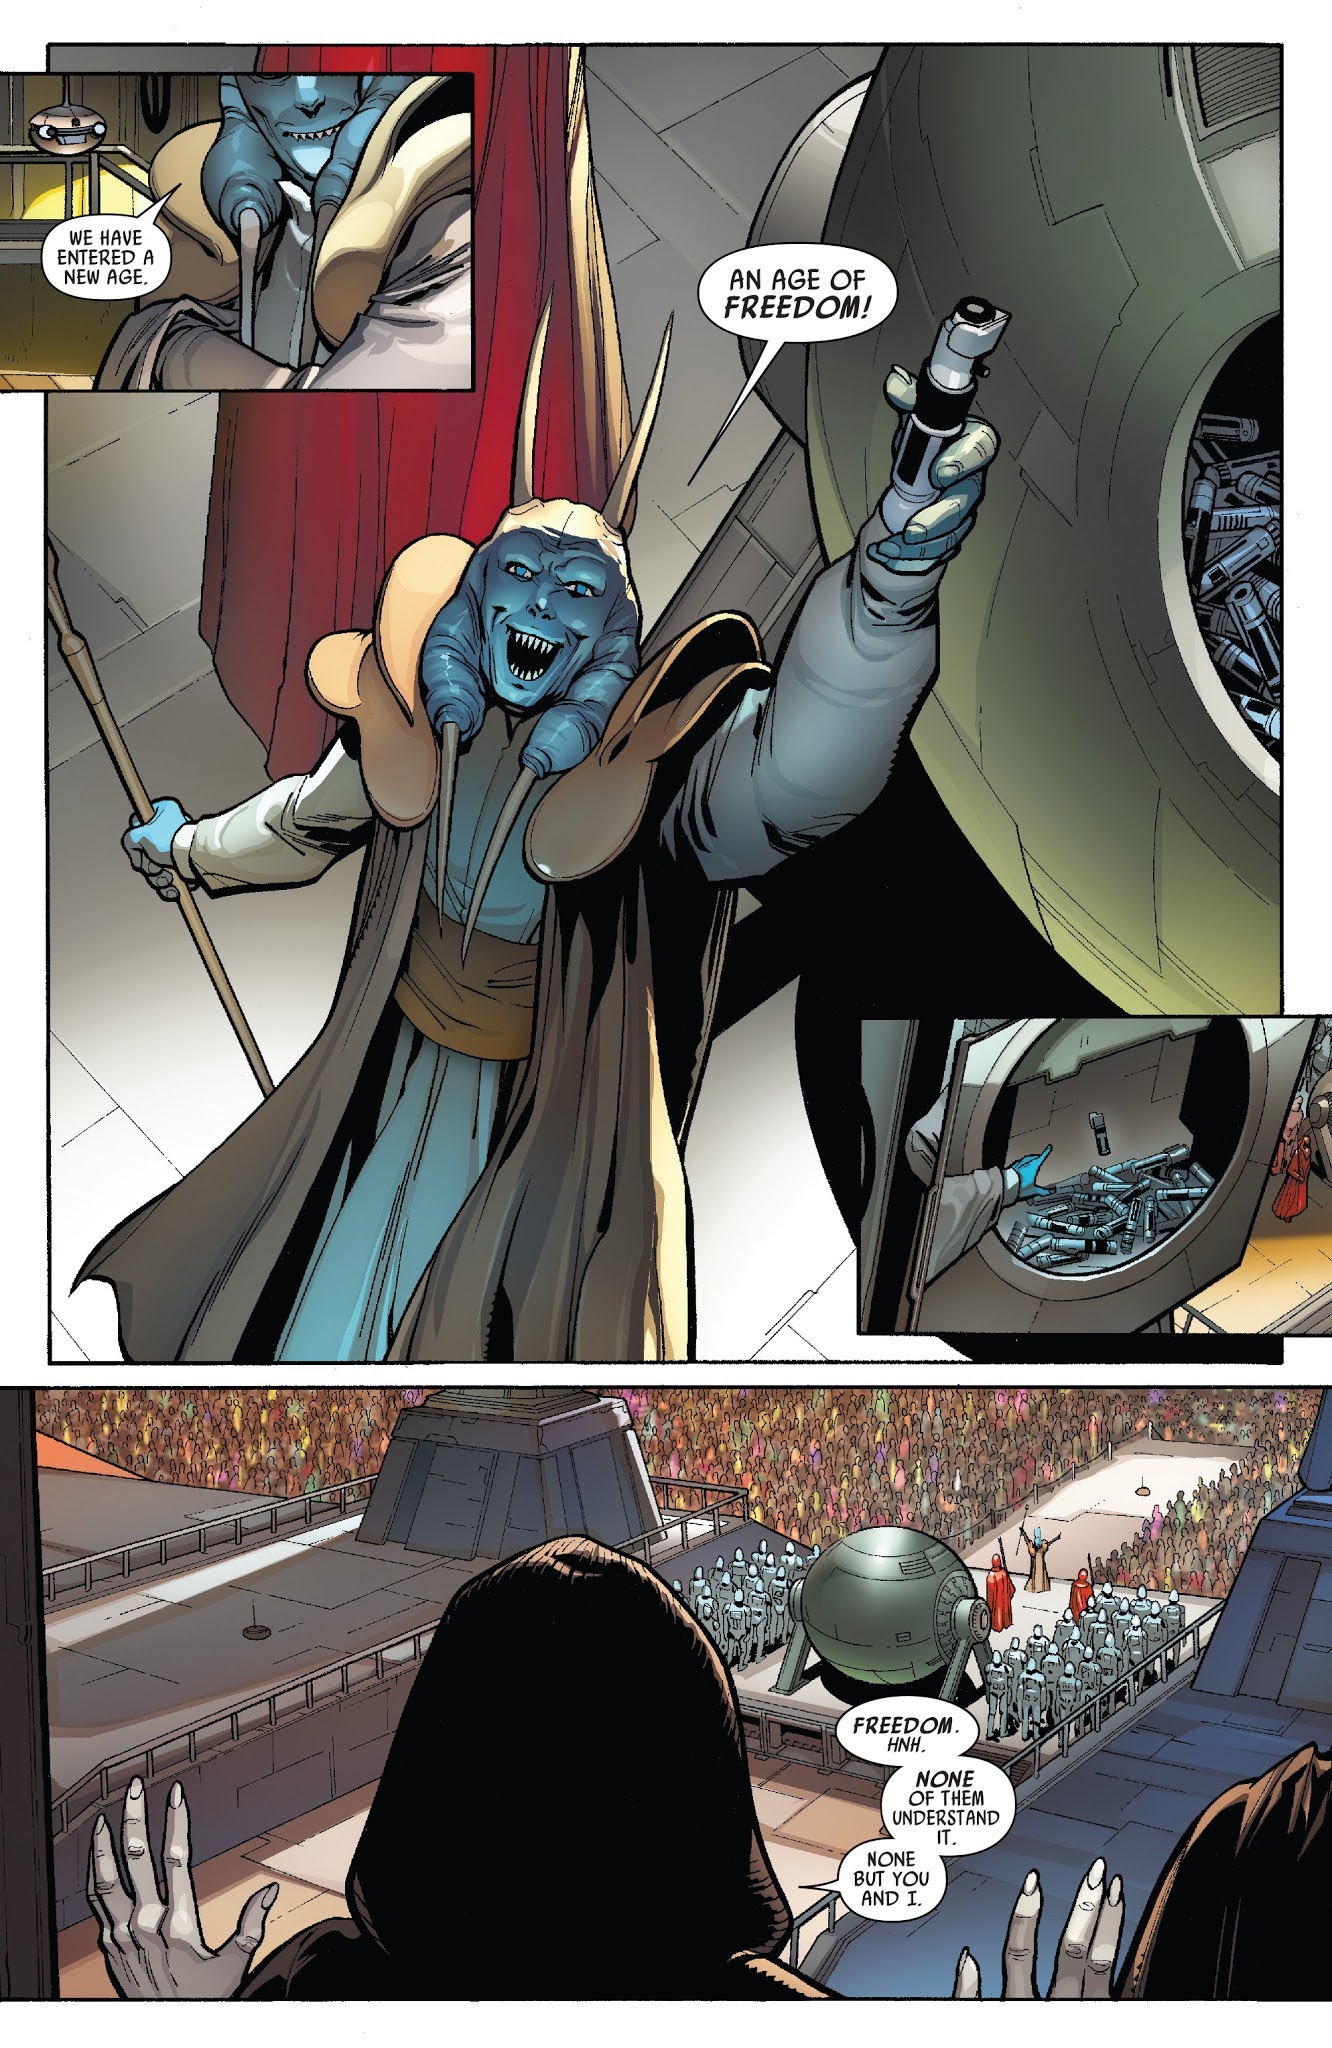 WE HAVE
ENTERED A
NEW AGE.
AN AGE OF
FREEDOM!
FREEDOM.
HNH.
NONE
OF THEM
UNDERSTAND
IT.
NONE
BUT YOU
AND I.